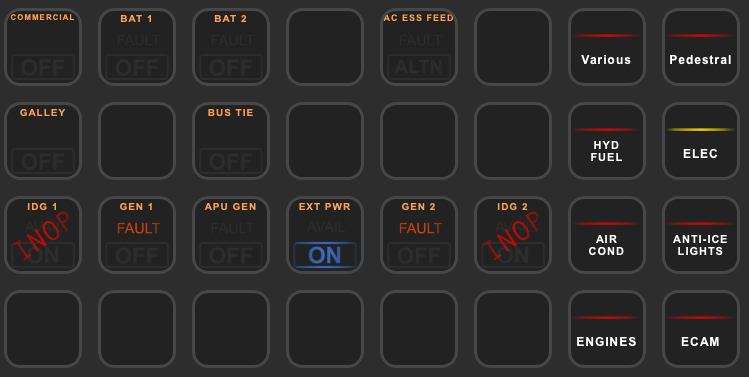 COMMERCIAL
OFF
BAT 1
FAULT
OFF
BAT 2
FAULT
OFF
AC ESS FEED
FAULT
ALTN
Various
Pedestral
GALLEY
OFF
BUS TIE
OFF
HYD
FUEL
ELEC
IDG 1
INOP
ON
GEN 1
FAULT
OFF
APU GEN
FAULT
OFF
EXT PWR
AVAIL
ON
GEN 2
FAULT
OFF
IDG 2
INOP
ON
AIR
COND
ANTI-ICE
LIGHTS
ENGINES
ECAM